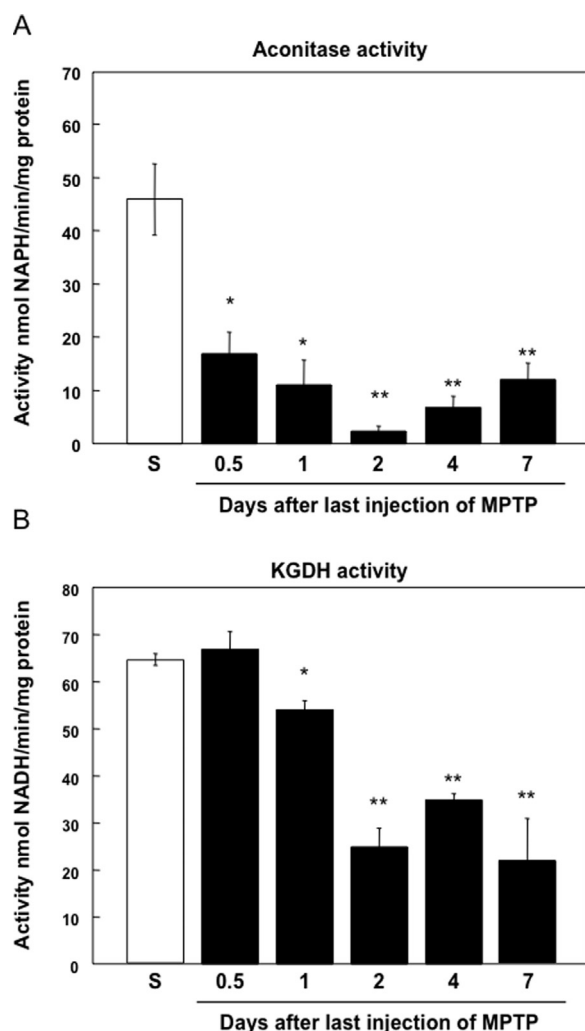 A
Aconitase activity
Activity nmol NAPH/min/mg protein
70
60
50
40
30
20
10
0
*
*
**
**
**
S 0.5 1 2 4 7
Days after last injection of MPTP
B
KGDH activity
Activity nmol NADH/min/mg protein
80
70
60
50
40
30
20
10
0
*
**
**
**
S 0.5 1 2 4 7
Days after last injection of MPTP